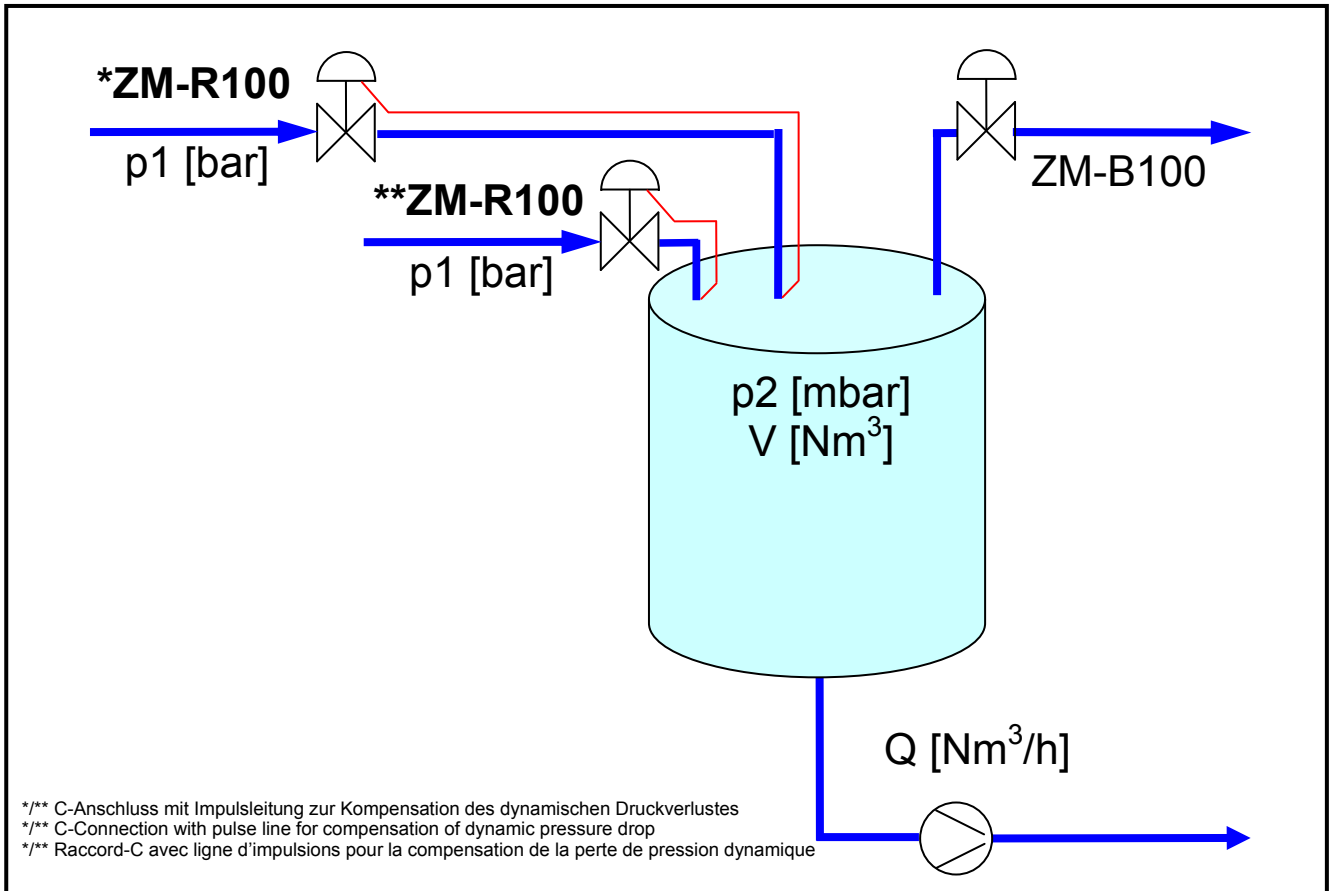 *ZM-R100
p1 [bar]
**ZM-R100
p1 [bar]
ZM-B100
p2 [mbar]
V [Nm³]
Q [Nm³/h]
*/** C-Anschluss mit Impulsleitung zur Kompensation des dynamischen Druckverlustes
*/** C-Connection with pulse line for compensation of dynamic pressure drop
*/** Raccord-C avec ligne d'impulsions pour la compensation de la perte de pression dynamique